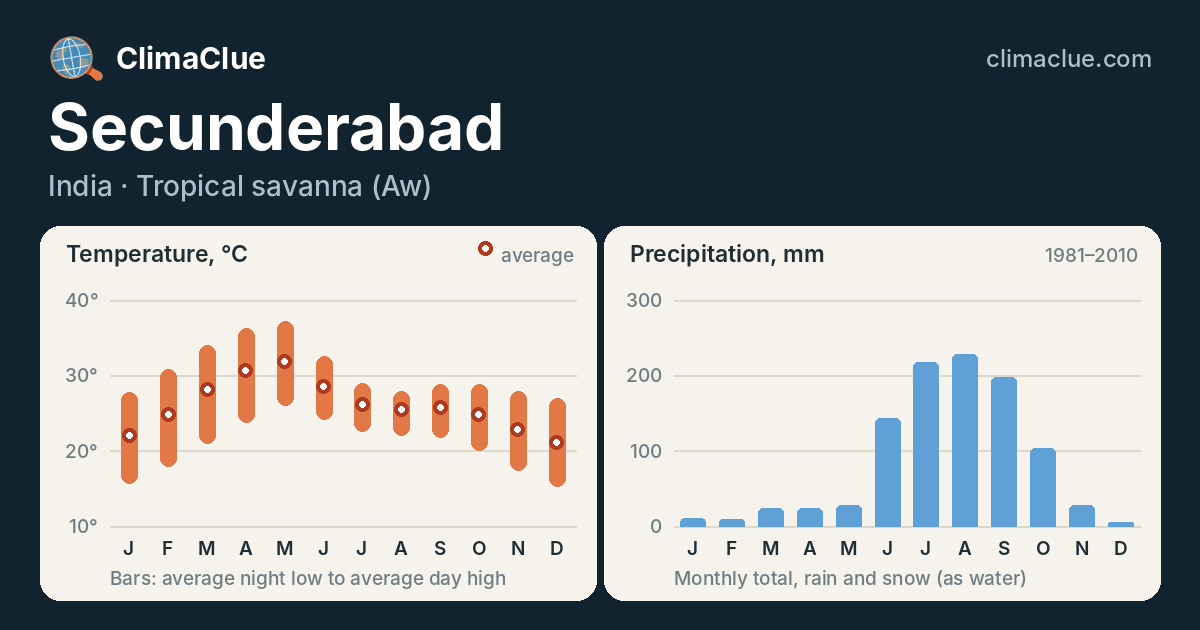 ClimaClue
climaclue.com
Secunderabad
India · Tropical savanna (Aw)
Temperature, °C
average
40°
30°
20°
10°
J F M A M J J A S O N D
Bars: average night low to average day high
Precipitation, mm
1981–2010
300
200
100
0
J F M A M J J A S O N D
Monthly total, rain and snow (as water)